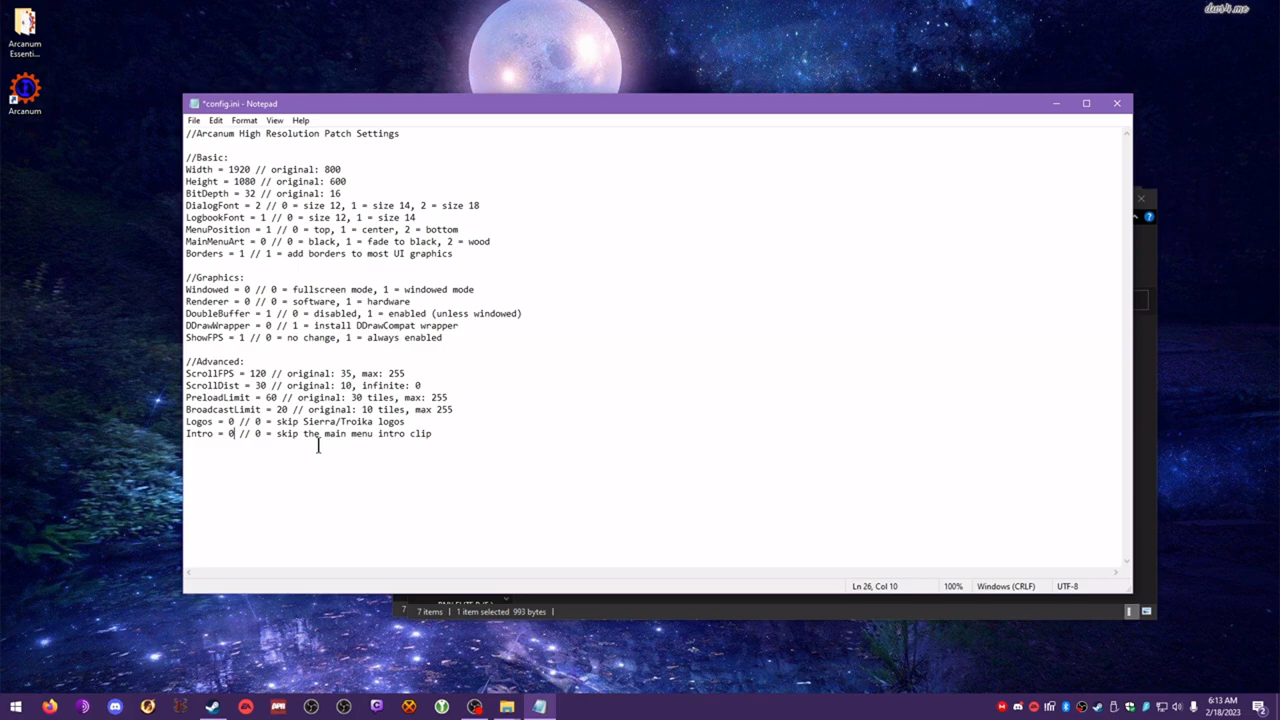 dws4.me
Arcanum
Essenti...
Arcanum
*config.ini - Notepad
File Edit Format View Help
//Arcanum High Resolution Patch Settings
//Basic:
Width = 1920 // original: 800
Height = 1080 // original: 600
BitDepth = 32 // original: 16
DialogFont = 2 // 0 = size 12, 1 = size 14, 2 = size 18
LogbookFont = 1 // 0 = size 12, 1 = size 14
MenuPosition = 1 // 0 = top, 1 = center, 2 = bottom
MainMenuArt = 0 // 0 = black, 1 = fade to black, 2 = wood
Borders = 1 // 1 = add borders to most UI graphics
//Graphics:
Windowed = 0 // 0 = fullscreen mode, 1 = windowed mode
Renderer = 0 // 0 = software, 1 = hardware
DoubleBuffer = 1 // 0 = disabled, 1 = enabled (unless windowed)
DDrawWrapper = 0 // 1 = install DDrawCompat wrapper
ShowFPS = 1 // 0 = no change, 1 = always enabled
//Advanced:
ScrollFPS = 120 // original: 35, max: 255
ScrollDist = 30 // original: 10, infinite: 0
PreloadLimit = 60 // original: 30 tiles, max: 255
BroadcastLimit = 20 // original: 10 tiles, max 255
Logos = 0 // 0 = skip Sierra/Troika logos
Intro = 0 // 0 = skip the main menu intro clip
Ln 26, Col 10 100% Windows (CRLF) UTF-8
7 7 items 1 item selected 993 bytes
6:13 AM
2/18/2023